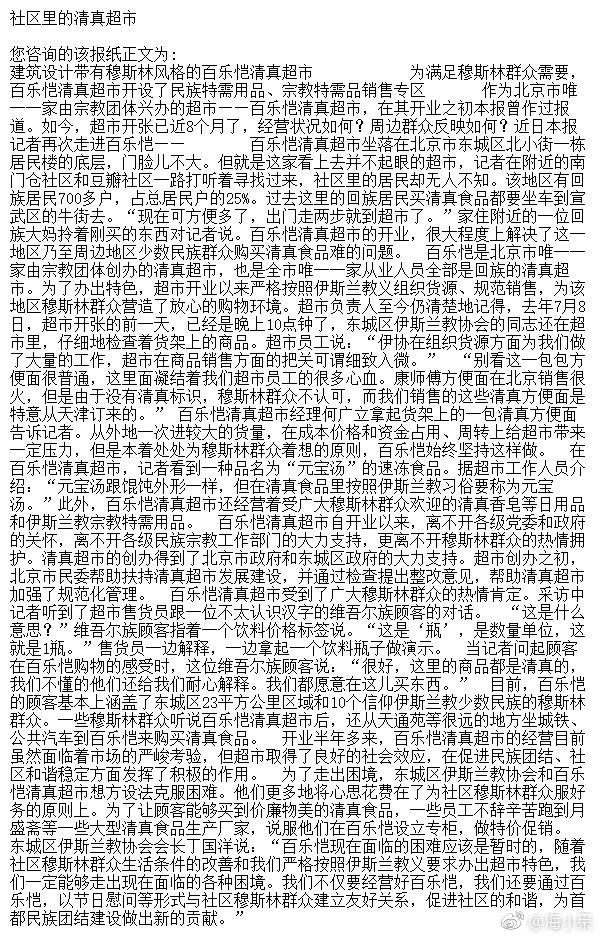 社区里的清真超市
您咨询的该报纸正文为:
建筑设计带有穆斯林风格的百乐恺清真超市 为满足穆斯林群众需要，
百乐恺清真超市开设了民族特需用品、宗教特需品销售专区 作为北京市唯
一一家由宗教团体兴办的超市－－百乐恺清真超市，在其开业之初本报曾作过报
道。如今，超市开张已近8个月了，经营状况如何？周边群众反映如何？近日本报
记者再次走进百乐恺－－ 百乐恺清真超市坐落在北京市东城区北小街一栋
居民楼的底层，门脸儿不大。但就是这家看上去并不起眼的超市，记者在附近的南
门仓社区和豆瓣社区一路打听着寻找过来，社区里的居民却无人不知。该地区有回
族居民700多户，占总居民户的25%。过去这里的回族居民买清真食品都要坐车到宣
武区的牛街去。“现在可方便多了，出门走两步就到超市了。”家住附近的一位回
族大妈拎着刚买的东西对记者说。百乐恺清真超市的开业，很大程度上解决了这一
地区乃至周边地区少数民族群众购买清真食品难的问题。 百乐恺是北京市唯一一
家由宗教团体创办的清真超市，也是全市唯一一家从业人员全部是回族的清真超
市。为了办出特色，超市开业以来严格按照伊斯兰教义组织货源、规范销售，为该
地区穆斯林群众营造了放心的购物环境。超市负责人至今仍清楚地记得，去年7月8
日，超市开张的前一天，已经是晚上10点钟了，东城区伊斯兰教协会的同志还在超
市里，仔细地检查着货架上的商品。超市员工说：“伊协在组织货源方面为我们做
了大量的工作，超市在商品销售方面的把关可谓细致入微。” “别看这一包包方
便面很普通，这里面凝结着我们超市员工的很多心血。康师傅方便面在北京销售很
火，但是由于没有清真标识，穆斯林群众不认可，而我们销售的这些清真方便面是
特意从天津订来的。” 百乐恺清真超市经理何广立拿起货架上的一包清真方便面
告诉记者。从外地一次进较大的货量，在成本价格和资金占用、周转上给超市带来
一定压力，但是本着处处为穆斯林群众着想的原则，百乐恺始终坚持这样做。 在
百乐恺清真超市，记者看到一种品名为“元宝汤”的速冻食品。据超市工作人员介
绍：“元宝汤跟馄饨外形一样，但在清真食品里按照伊斯兰教习俗要称为元宝
汤。”此外，百乐恺清真超市还经营着受广大穆斯林群众欢迎的清真香皂等日用品
和伊斯兰教宗教特需用品。 百乐恺清真超市自开业以来，离不开各级党委和政府
的关怀，离不开各级民族宗教工作部门的大力支持，更离不开穆斯林群众的热情拥
护。清真超市的创办得到了北京市政府和东城区政府的大力支持。超市创办之初，
北京市民委帮助扶持清真超市发展建设，并通过检查提出整改意见，帮助清真超市
加强了规范化管理。 百乐恺清真超市受到了广大穆斯林群众的热情肯定。采访中
记者听到了超市售货员跟一位不太认识汉字的维吾尔族顾客的对话。 “这是什么
意思？”维吾尔族顾客指着一个饮料价格标签说。“这是‘瓶’，是数量单位，这
就是1瓶。”售货员一边解释，一边拿起一个饮料瓶子做演示。 当记者问起顾客
在百乐恺购物的感受时，这位维吾尔族顾客说：“很好，这里的商品都是清真的，
我们不懂的他们还给我们耐心解释。我们都愿意在这儿买东西。” 目前，百乐恺
的顾客基本上涵盖了东城区23平方公里区域和10个信仰伊斯兰教少数民族的穆斯林
群众。一些穆斯林群众听说百乐恺清真超市后，还从天通苑等很远的地方坐城铁、
公共汽车到百乐恺来购买清真食品。 开业半年多来，百乐恺清真超市的经营目前
虽然面临着市场的严峻考验，但超市取得了良好的社会效应，在促进民族团结、社
区和谐稳定方面发挥了积极的作用。 为了走出困境，东城区伊斯兰教协会和百乐
恺清真超市想方设法克服困难。他们更多地将心思花费在了为社区穆斯林群众服好
务的原则上。为了让顾客能够买到价廉物美的清真食品，一些员工不辞辛苦跑到月
盛斋等一些大型清真食品生产厂家，说服他们在百乐恺设立专柜，做特价促销。
东城区伊斯兰教协会会长丁国洋说：“百乐恺现在面临的困难应该是暂时的，随着
社区穆斯林群众生活条件的改善和我们严格按照伊斯兰教义要求办出超市特色，我
们一定能够走出现在面临的各种困境。我们不仅要经营好百乐恺，我们还要通过百
乐恺，以节日慰问等形式与社区穆斯林群众建立友好关系，促进社区的和谐，为首
都民族团结建设做出新的贡献。”
@海小果